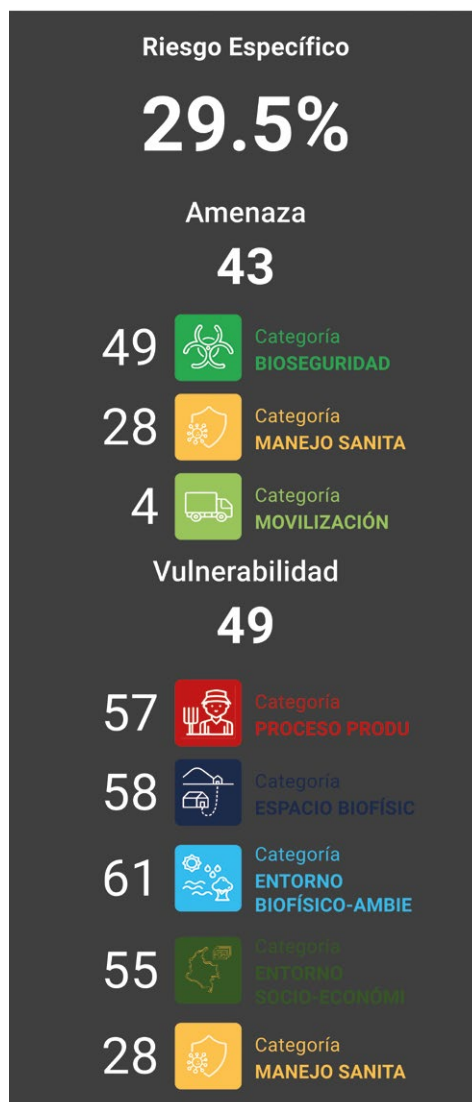 Riesgo Específico
29.5%
Amenaza
43
49
Categoría
BIOSEGURIDAD
28
Categoría
MANEJO SANITA
4
Categoría
MOVILIZACIÓN
Vulnerabilidad
49
57
Categoría
PROCESO PRODU
58
Categoría
ESPACIO BIOFÍSIC
61
Categoría
ENTORNO
BIOFÍSICO-AMBIE
55
Categoría
ENTORNO
SOCIO-ECONÓMI
28
Categoría
MANEJO SANITA